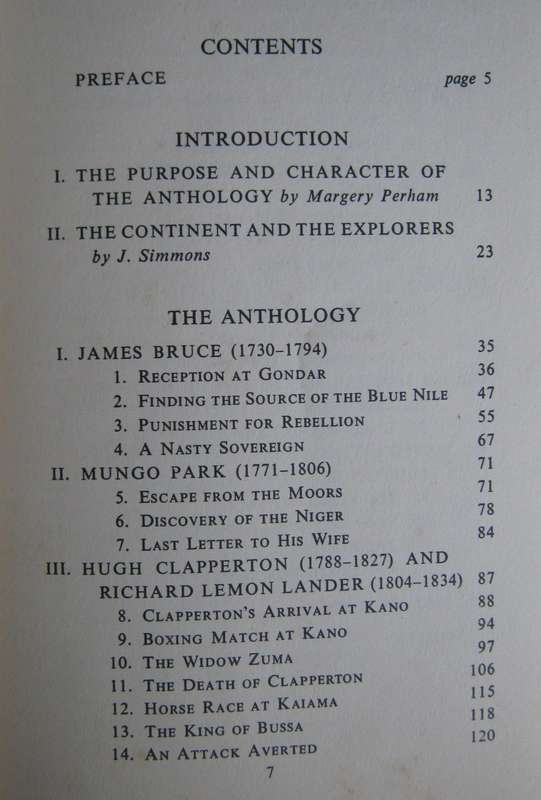 CONTENTS
PREFACE page 5
INTRODUCTION
I. THE PURPOSE AND CHARACTER OF
THE ANTHOLOGY by Margery Perham 13
II. THE CONTINENT AND THE EXPLORERS
by J. Simmons 23
THE ANTHOLOGY
I. JAMES BRUCE (1730–1794) 35
1. RECEPTION AT GONDAR 36
2. FINDING THE SOURCE OF THE BLUE NILE 47
3. PUNISHMENT FOR REBELLION 55
4. A NASTY SOVEREIGN 67
II. MUNGO PARK (1771–1806) 71
5. ESCAPE FROM THE MOORS 71
6. DISCOVERY OF THE NIGER 78
7. LAST LETTER TO HIS WIFE 84
III. HUGH CLAPPERTON (1788–1827) AND
RICHARD LEMON LANDER (1804–1834) 87
8. CLAPPERTON'S ARRIVAL AT KANO 88
9. BOXING MATCH AT KANO 94
10. THE WIDOW ZUMA 97
11. THE DEATH OF CLAPPERTON 106
12. HORSE RACE AT KAIAMA 115
13. THE KING OF BUSSA 118
14. AN ATTACK AVERTED 120
7